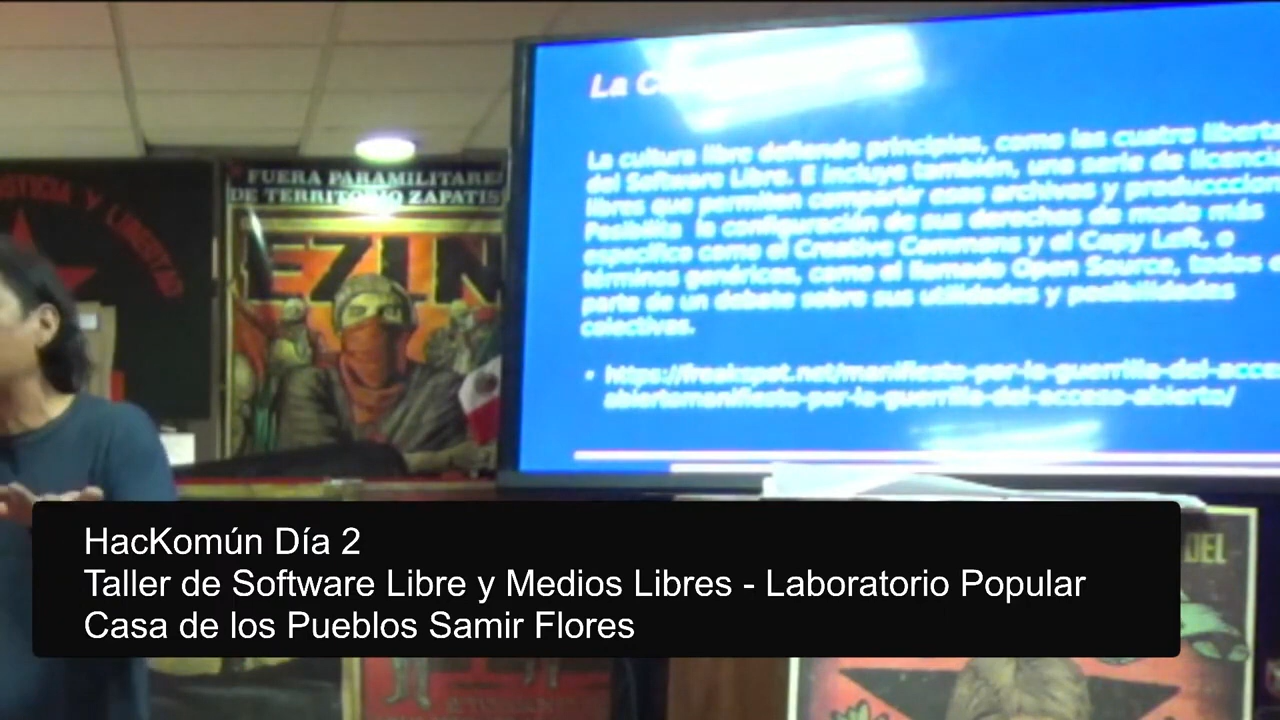 JUSTICIA Y LIBERTAD
FUERA PARAMILITARES
DE TERRITORIO ZAPATIS
EZLN
La C
La cultura libre defiende principios, como las cuatro liberta
del Software Libre. E incluye también, una serie de licencia
libres que permiten compartir esos archivos y produccion
Posibilita la configuración de sus derechos de modo más
específico como el Creative Commons y el Copy Left, o
términos genéricos, como el llamado Open Source, todos
parte de un debate sobre sus utilidades y posibilidades
colectivas.
• https://freakspot.net/manifiesto-por-la-guerrilla-del-acce
abiertomanifiesto-por-la-guerrilla-del-acceso-abierto/
DEL
HacKomún Día 2
Taller de Software Libre y Medios Libres - Laboratorio Popular
Casa de los Pueblos Samir Flores